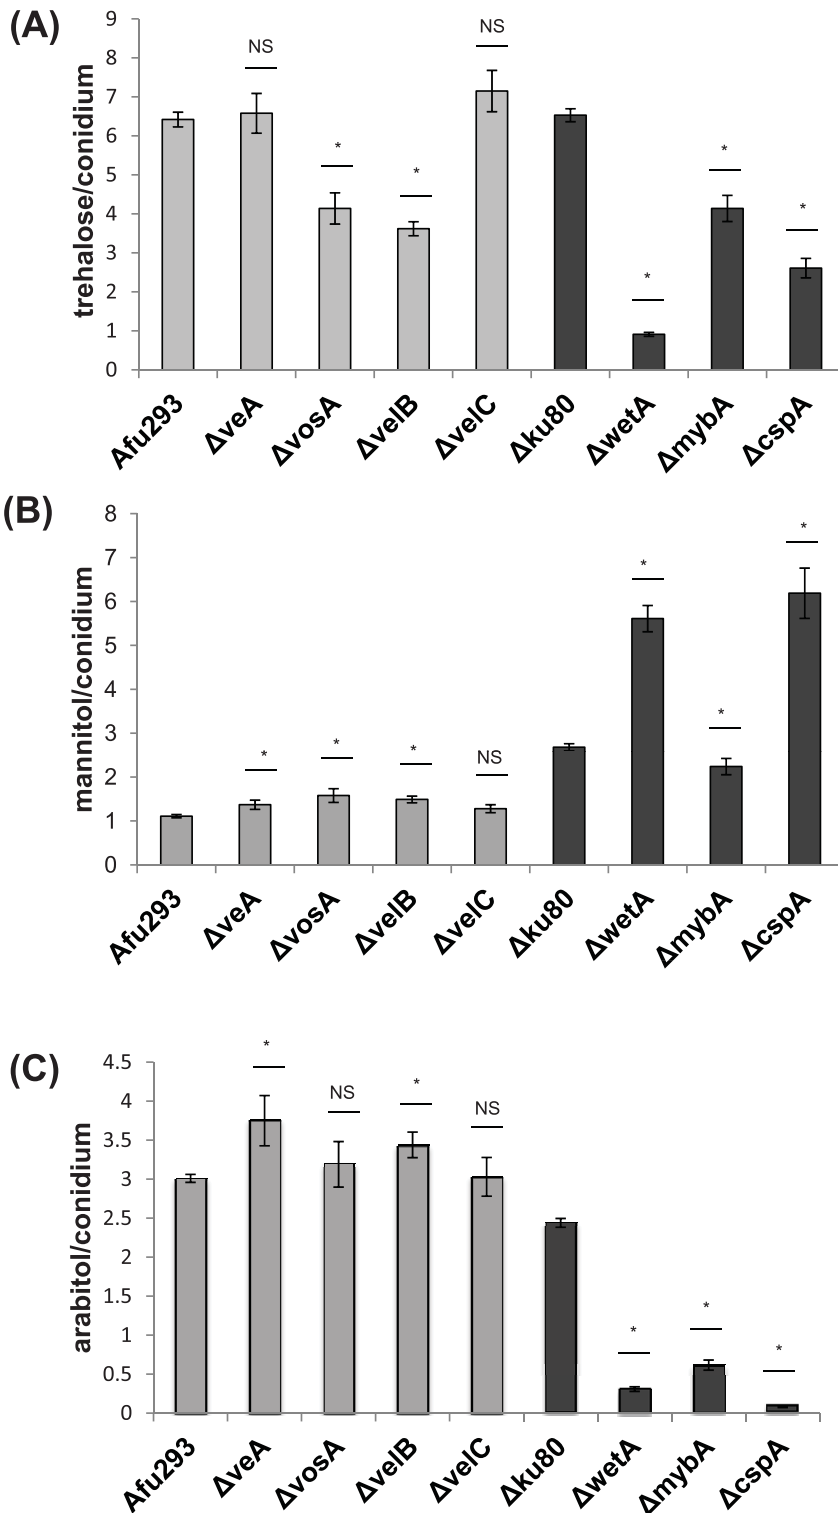 (A)
trehalose/conidium
9
8
7
6
5
4
3
2
1
0
NS
*
*
NS
*
*
*
Afu293
ΔveA
ΔvosA
ΔvelB
ΔvelC
Δku80
ΔwetA
ΔmybA
ΔcspA
(B)
mannitol/conidium
8
7
6
5
4
3
2
1
0
*
*
*
NS
*
*
*
Afu293
ΔveA
ΔvosA
ΔvelB
ΔvelC
Δku80
ΔwetA
ΔmybA
ΔcspA
(C)
arabitol/conidium
4.5
4
3.5
3
2.5
2
1.5
1
0.5
0
*
NS
*
NS
*
*
*
Afu293
ΔveA
ΔvosA
ΔvelB
ΔvelC
Δku80
ΔwetA
ΔmybA
ΔcspA